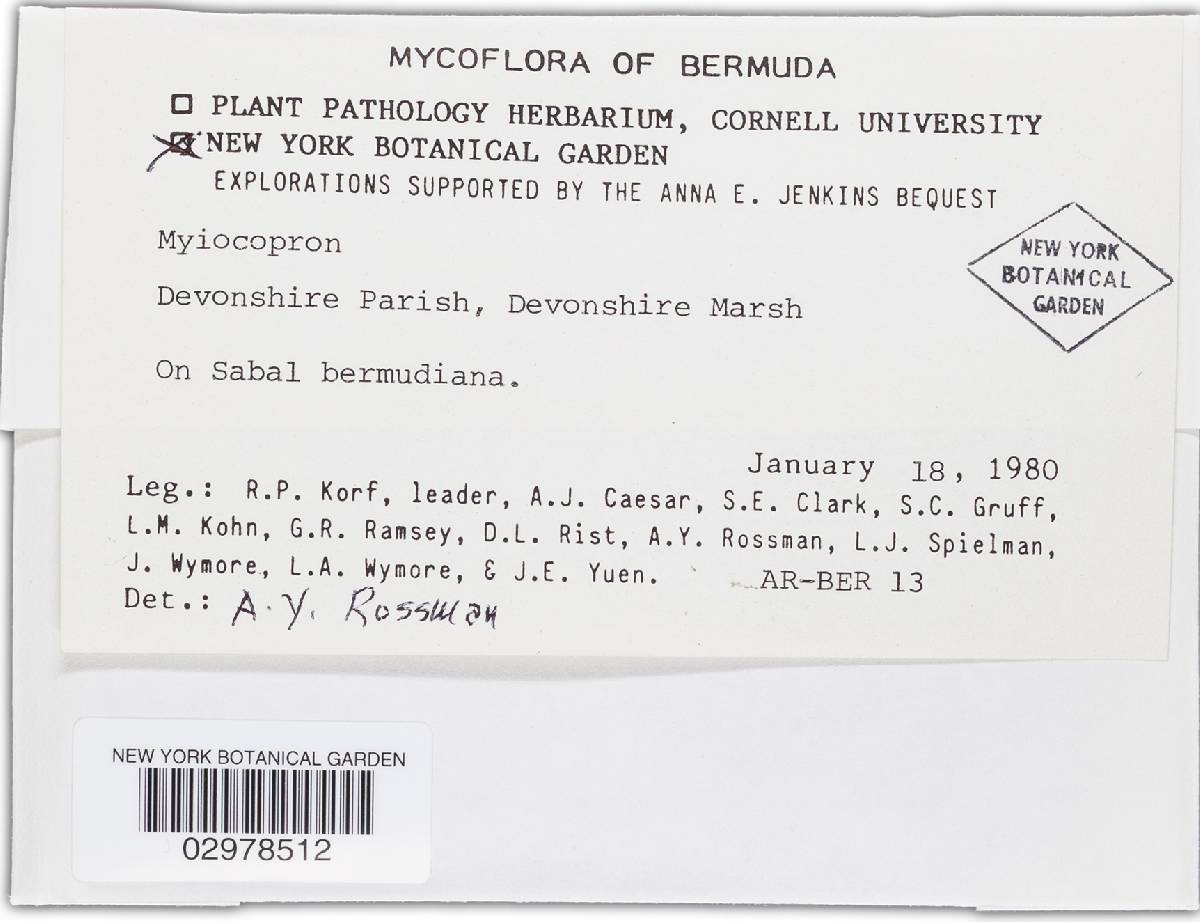 MYCOFLORA OF BERMUDA
PLANT PATHOLOGY HERBARIUM, CORNELL UNIVERSITY
NEW YORK BOTANICAL GARDEN
EXPLORATIONS SUPPORTED BY THE ANNA E. JENKINS BEQUEST
Myiocopron
NEW YORK
BOTANICAL
GARDEN
Devonshire Parish, Devonshire Marsh
On Sabal bermudiana.
January 18, 1980
Leg.: R.P. Korf, leader, A.J. Caesar, S.E. Clark, S.C. Gruff,
L.M. Kohn, G.R. Ramsey, D.L. Rist, A.Y. Rossman, L.J. Spielman,
J. Wymore, L.A. Wymore, & J.E. Yuen. AR-BER 13
Det.: A. Y. Rossman
NEW YORK BOTANICAL GARDEN
02978512